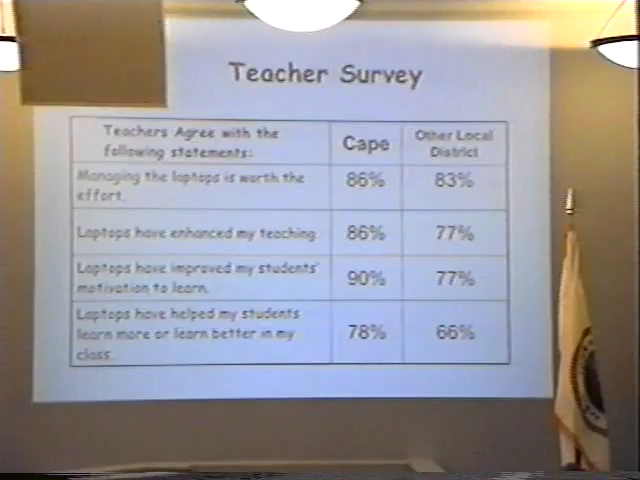 Teacher Survey
Teachers Agree with the
following statements:
Cape
Other Local
District
Managing the laptops is worth the
effort.
86%
83%
Laptops have enhanced my teaching.
86%
77%
Laptops have improved my students'
motivation to learn.
90%
77%
Laptops have helped my students
learn more or learn better in my
class.
78%
66%